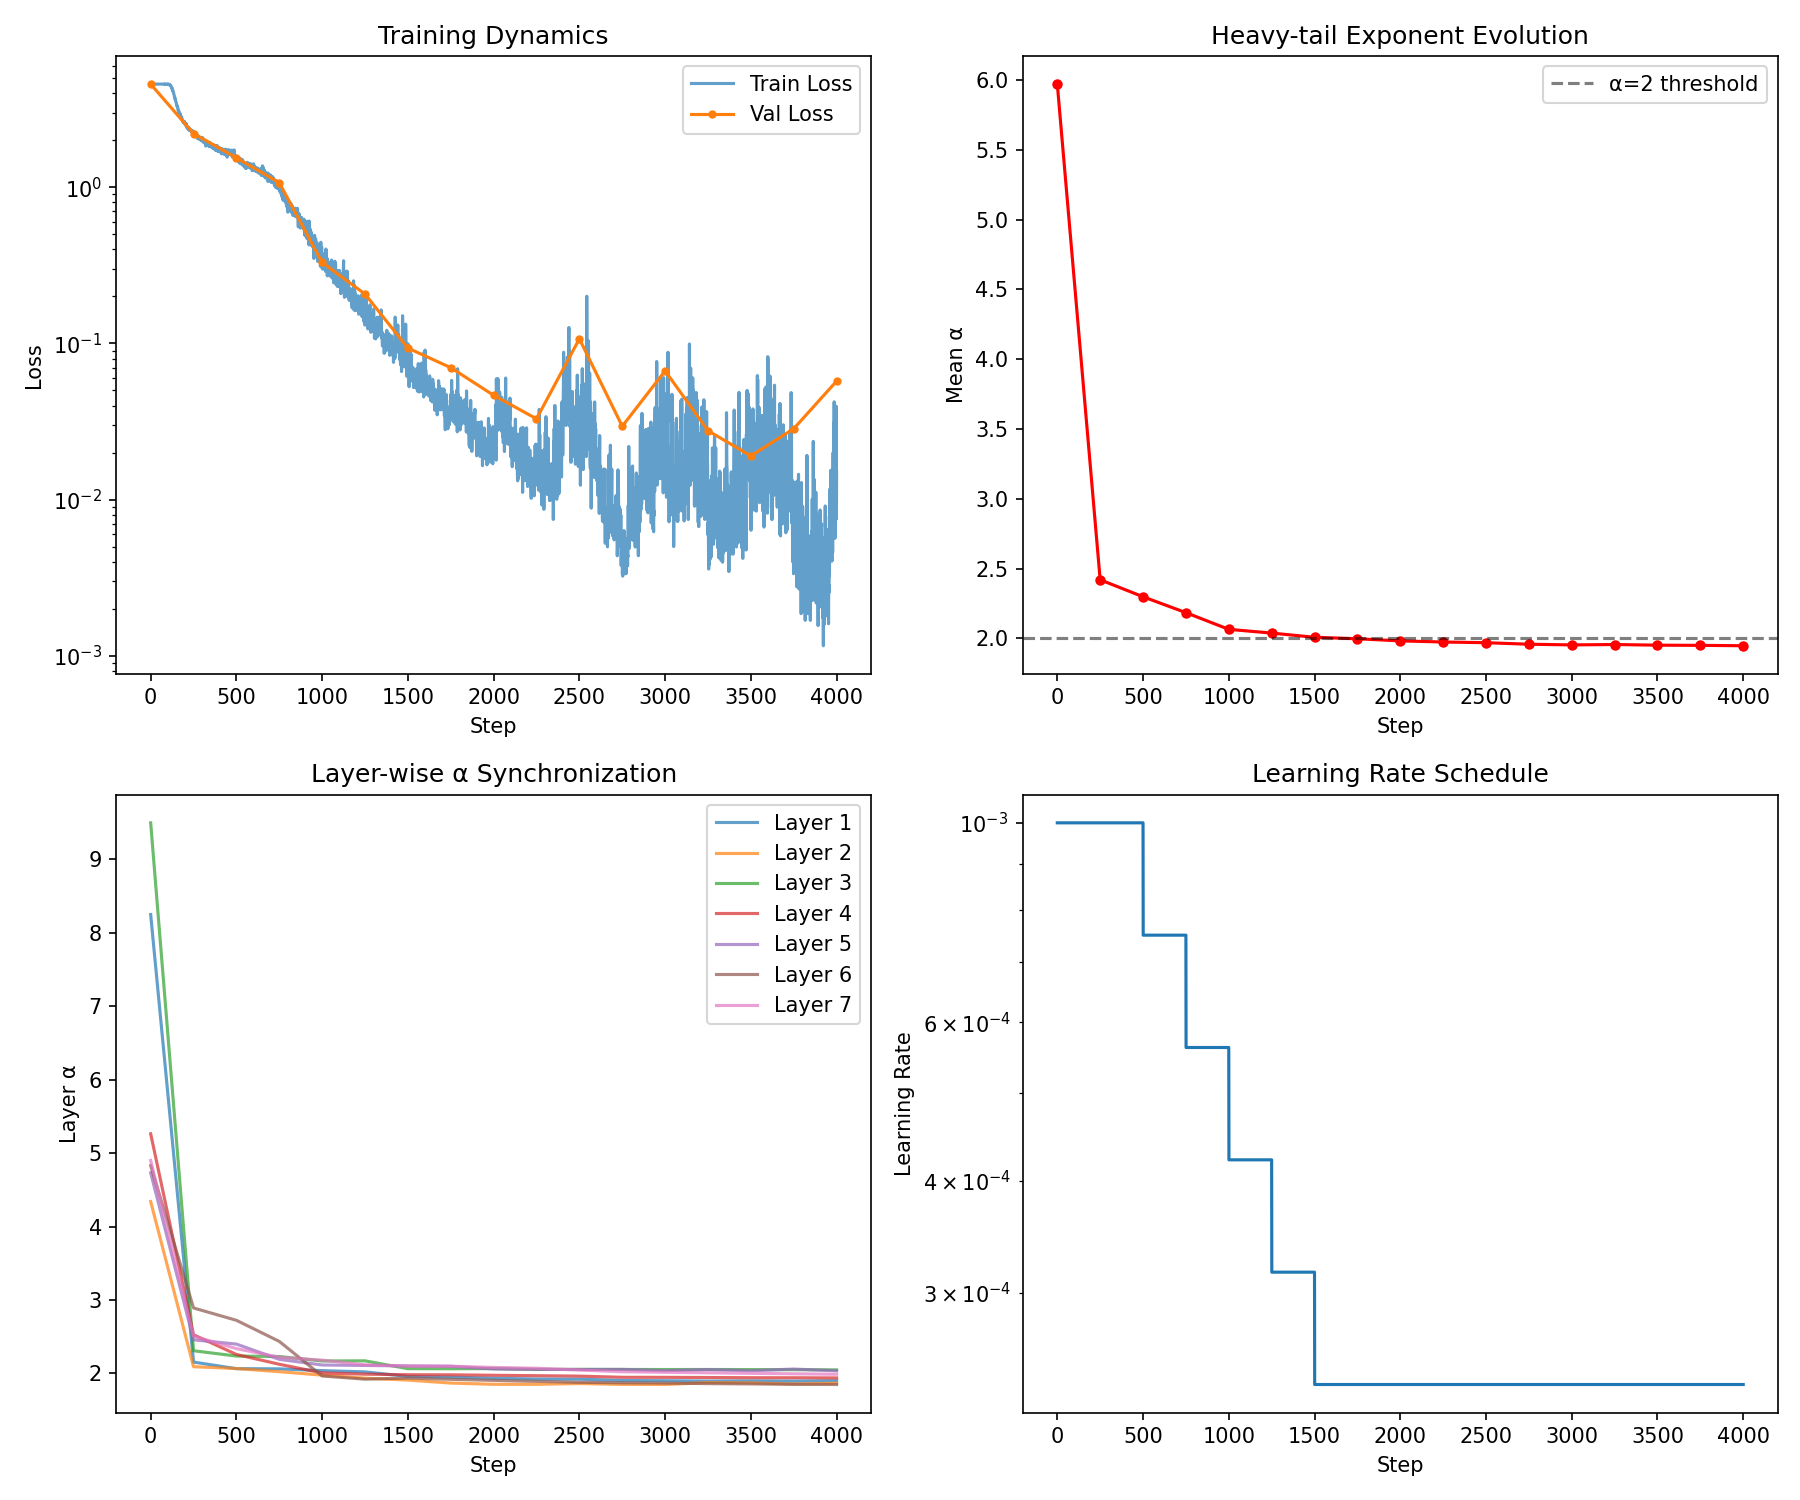 Training Dynamics
Train Loss
Val Loss
10⁰
10⁻¹
10⁻²
10⁻³
Loss
0 500 1000 1500 2000 2500 3000 3500 4000
Step
Heavy-tail Exponent Evolution
α=2 threshold
6.0
5.5
5.0
4.5
4.0
3.5
3.0
2.5
2.0
Mean α
0 500 1000 1500 2000 2500 3000 3500 4000
Step
Layer-wise α Synchronization
Layer 1
Layer 2
Layer 3
Layer 4
Layer 5
Layer 6
Layer 7
9
8
7
6
5
4
3
2
Layer α
0 500 1000 1500 2000 2500 3000 3500 4000
Step
Learning Rate Schedule
10⁻³
6 × 10⁻⁴
4 × 10⁻⁴
3 × 10⁻⁴
Learning Rate
0 500 1000 1500 2000 2500 3000 3500 4000
Step